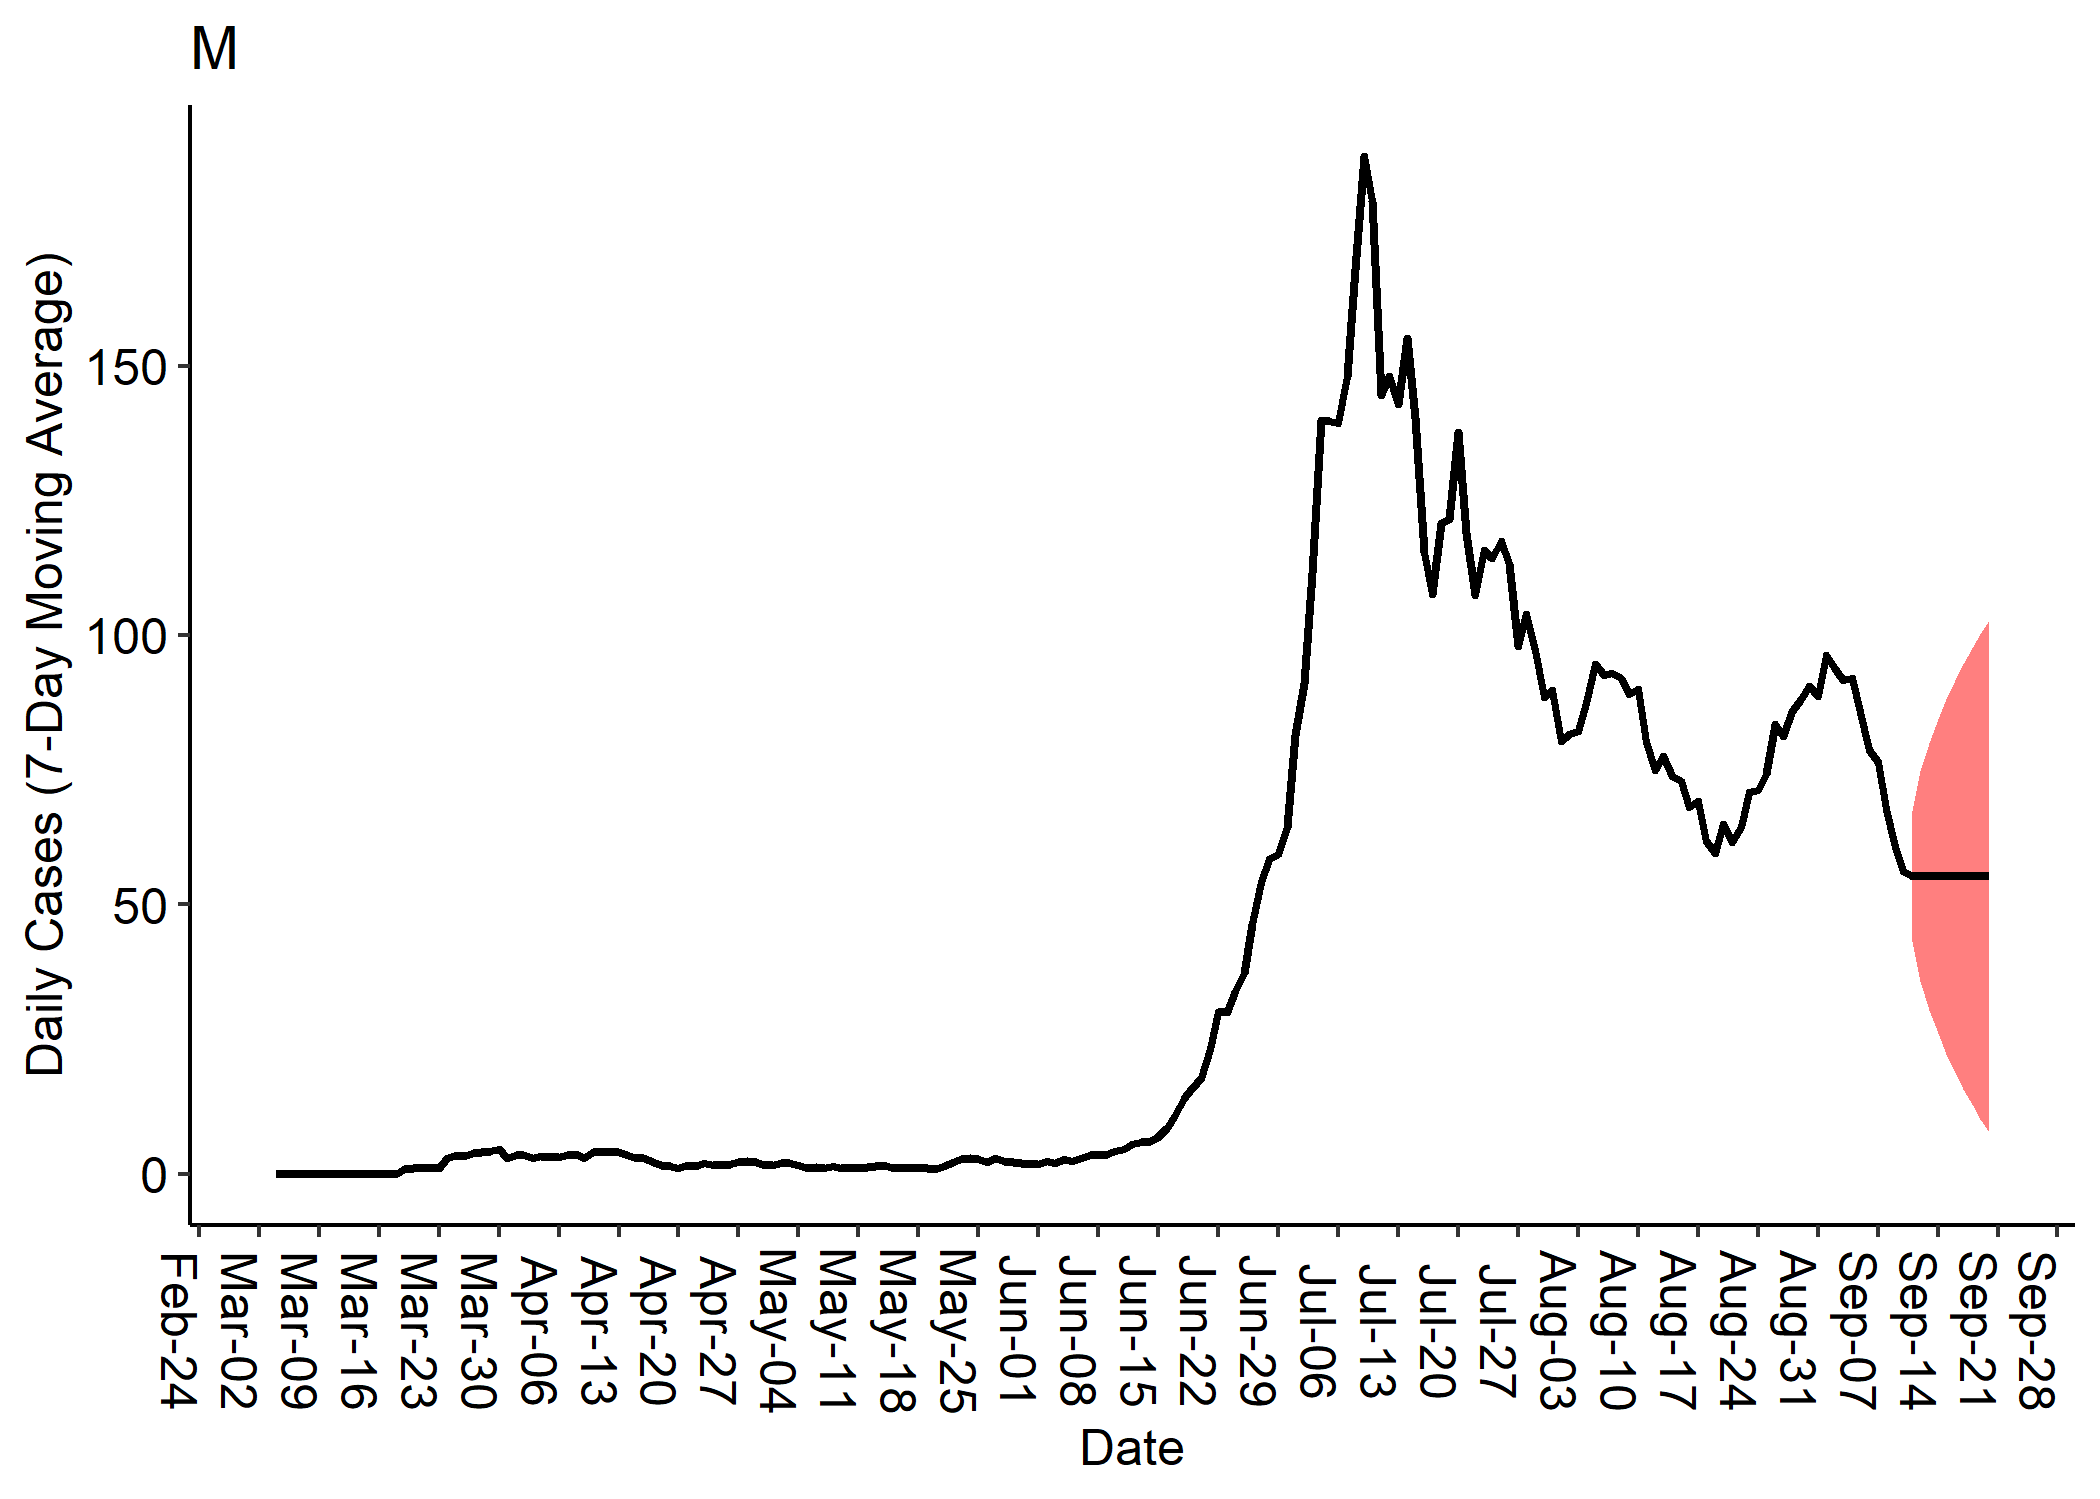 M
Daily Cases (7-Day Moving Average)
150
100
50
0
Feb-24
Mar-02
Mar-09
Mar-16
Mar-23
Mar-30
Apr-06
Apr-13
Apr-20
Apr-27
May-04
May-11
May-18
May-25
Jun-01
Jun-08
Jun-15
Jun-22
Jun-29
Jul-06
Jul-13
Jul-20
Jul-27
Aug-03
Aug-10
Aug-17
Aug-24
Aug-31
Sep-07
Sep-14
Sep-21
Sep-28
Date